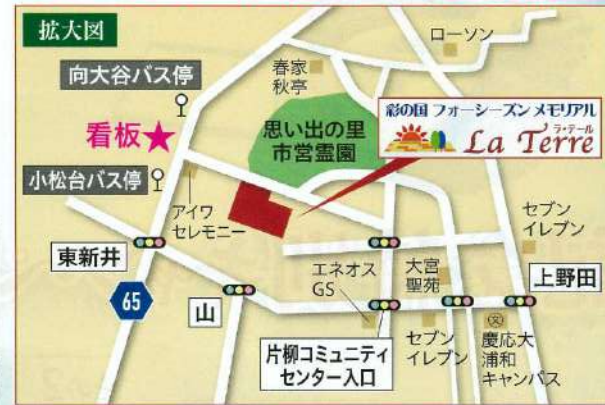 拡大図
ローソン
春家
秋亭
向大谷バス停
彩の国 フォーシーズン メモリアル
ラ・テール
La Terre
看板★
思い出の里
市営霊園
小松台バス停
アイワ
セレモニー
セブン
イレブン
東新井
エネオス
GS
大宮
聖苑
上野田
65
山
片柳コミュニティ
センター入口
セブン
イレブン
文
慶応大
浦和
キャンパス